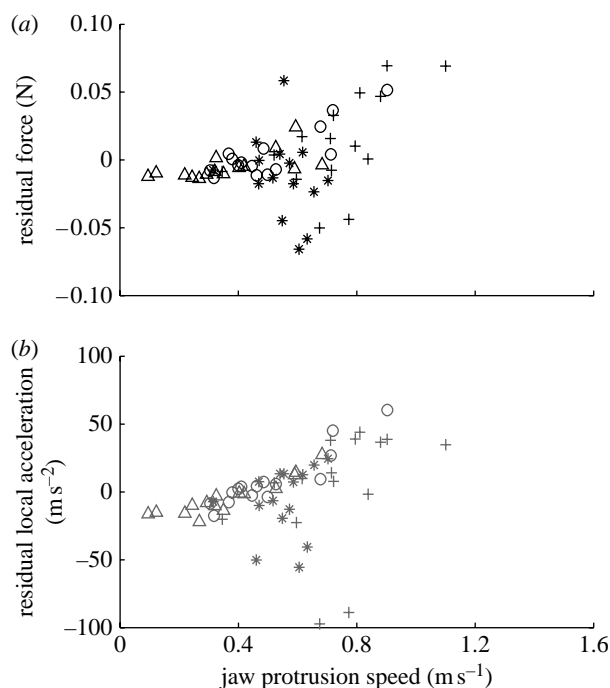 (a)
0.10
0.05
0
−0.05
−0.10
residual force (N)
(b)
100
50
0
−50
−100
residual local acceleration
(m s−2)
0 0.4 0.8 1.2 1.6
jaw protrusion speed (m s−1)